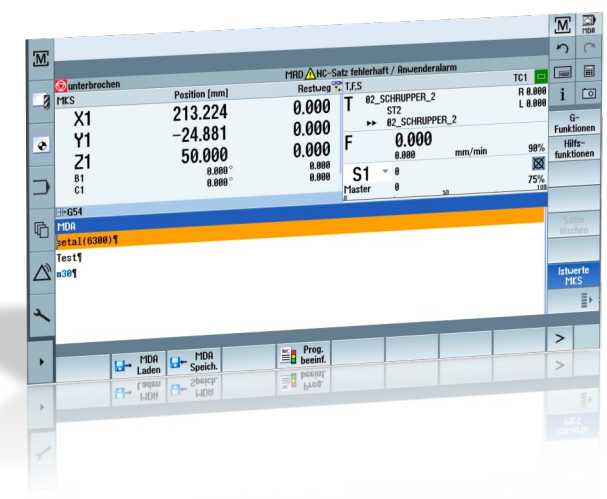 M
M
MDA
MRD NC-Satz fehlerhaft / Anwenderalarm
unterbrochen
MKS Position [mm] Restweg
X1 213.224 0.000
Y1 -24.881 0.000
Z1 50.000 0.000
B1 0.000° 0.000
C1 0.000° 0.000
G54
T,F,S TC1
T 02_SCHRUPPER_2 R 0.000
ST2 L 0.000
02_SCHRUPPER_2
F 0.000
0.000 mm/min 90%
S1 0
Master 0 75%
0 50 100
MDA
setal(6300)¶
Test¶
m30¶
i
G-
Funktionen
Hilfs-
funktionen
Sätze
löschen
Istwerte
MKS
>
MDA
Laden
MDA
Speich.
NC
Prog.
beeinf.